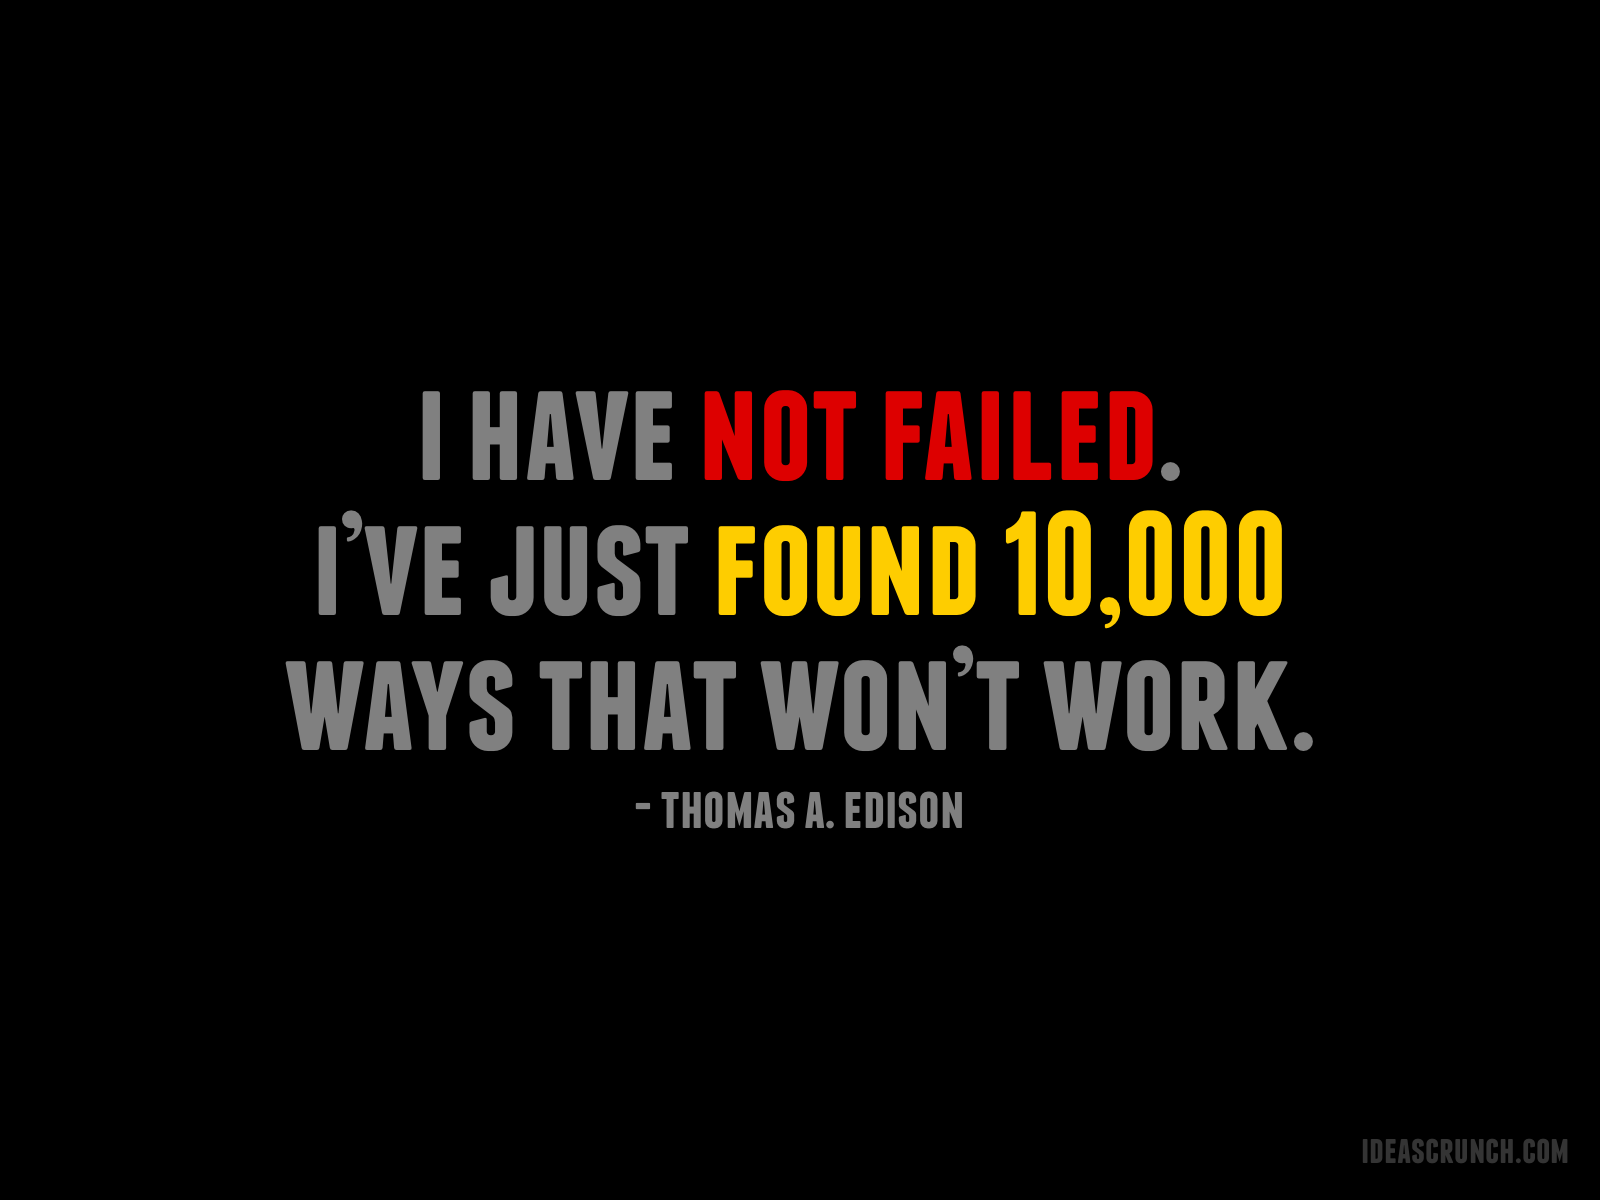 I HAVE NOT FAILED.
I’VE JUST FOUND 10,000
WAYS THAT WON’T WORK.
- THOMAS A. EDISON
IDEASCRUNCH.COM